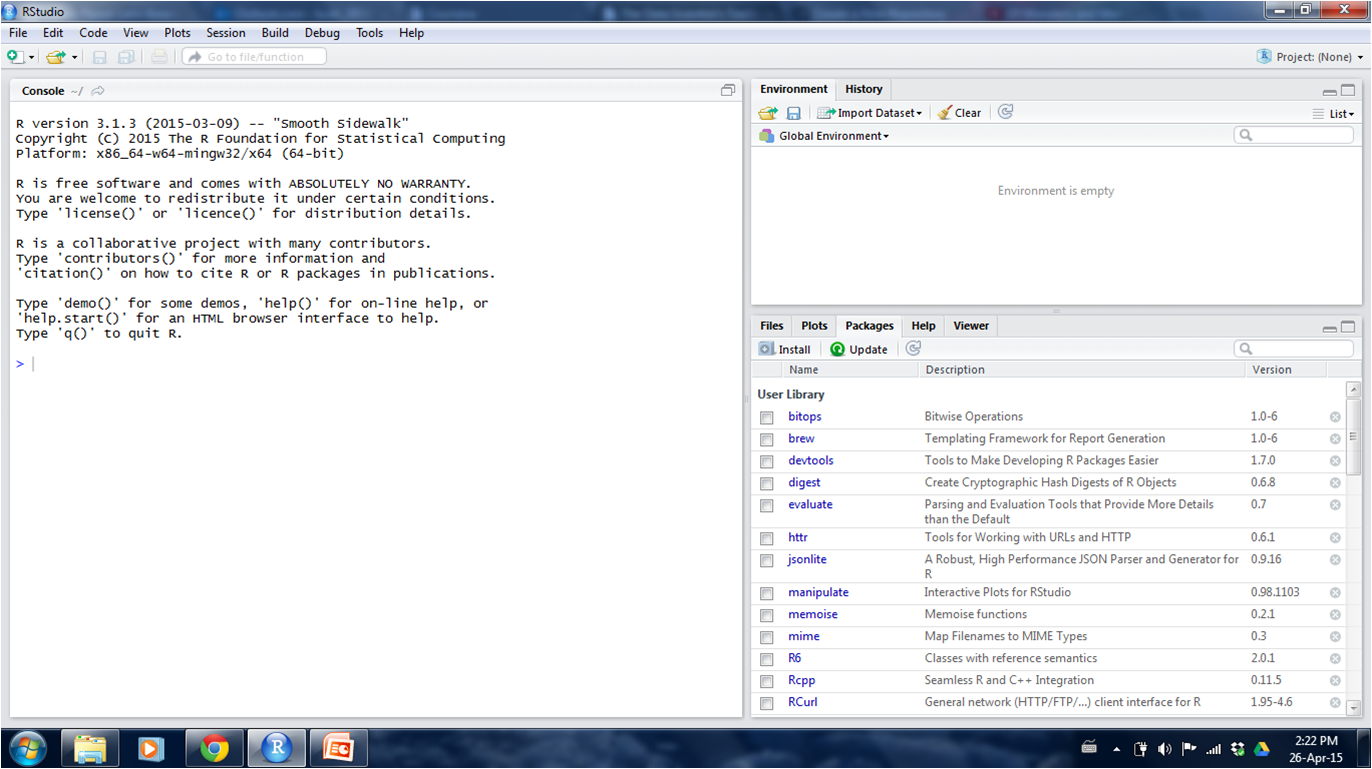 RStudio
File Edit Code View Plots Session Build Debug Tools Help
Go to file/function
Project: (None)
Console ~/
R version 3.1.3 (2015-03-09) -- "Smooth Sidewalk"
Copyright (C) 2015 The R Foundation for Statistical Computing
Platform: x86_64-w64-mingw32/x64 (64-bit)
R is free software and comes with ABSOLUTELY NO WARRANTY.
You are welcome to redistribute it under certain conditions.
Type 'license()' or 'licence()' for distribution details.
R is a collaborative project with many contributors.
Type 'contributors()' for more information and
'citation()' on how to cite R or R packages in publications.
Type 'demo()' for some demos, 'help()' for on-line help, or
'help.start()' for an HTML browser interface to help.
Type 'q()' to quit R.
>
Environment History
Import Dataset Clear List
Global Environment
Environment is empty
Files Plots Packages Help Viewer
Install Update
Name Description Version
User Library
bitops Bitwise Operations 1.0-6
brew Templating Framework for Report Generation 1.0-6
devtools Tools to Make Developing R Packages Easier 1.7.0
digest Create Cryptographic Hash Digests of R Objects 0.6.8
evaluate Parsing and Evaluation Tools that Provide More Details 0.7
than the Default
httr Tools for Working with URLs and HTTP 0.6.1
jsonlite A Robust, High Performance JSON Parser and Generator for 0.9.16
R
manipulate Interactive Plots for RStudio 0.98.1103
memoise Memoise functions 0.2.1
mime Map Filenames to MIME Types 0.3
R6 Classes with reference semantics 2.0.1
Rcpp Seamless R and C++ Integration 0.11.5
RCurl General network (HTTP/FTP/...) client interface for R 1.95-4.6
2:22 PM
26-Apr-15